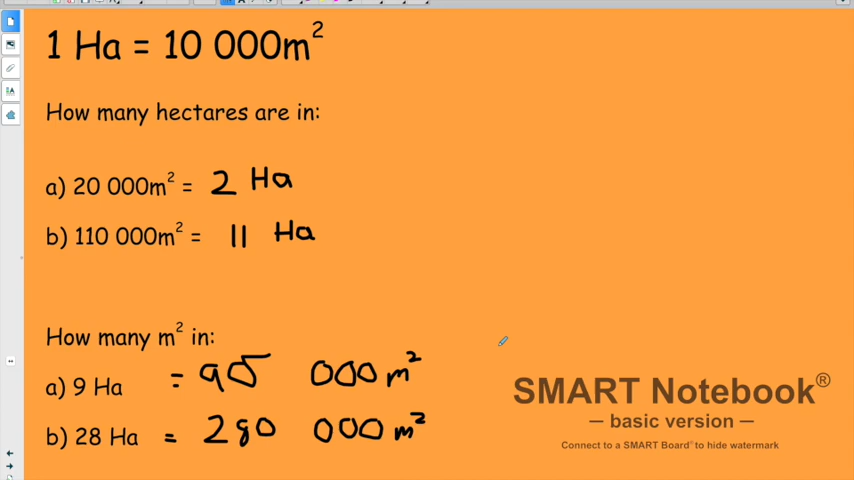 1 Ha = 10 000m²
How many hectares are in:
a) 20 000m² = 2 Ha
b) 110 000m² = 11 Ha
How many m² in:
a) 9 Ha = 90 000 m²
b) 28 Ha = 280 000 m²
SMART Notebook®
— basic version —
Connect to a SMART Board® to hide watermark